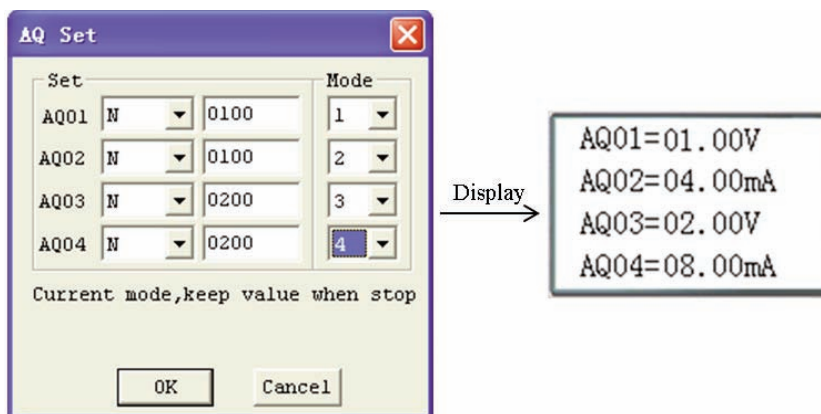 AQ Set
Set Mode
AQ01 N 0100 1
AQ02 N 0100 2
AQ03 N 0200 3
AQ04 N 0200 4
Current mode,keep value when stop
OK Cancel
Display
AQ01=01.00V
AQ02=04.00mA
AQ03=02.00V
AQ04=08.00mA